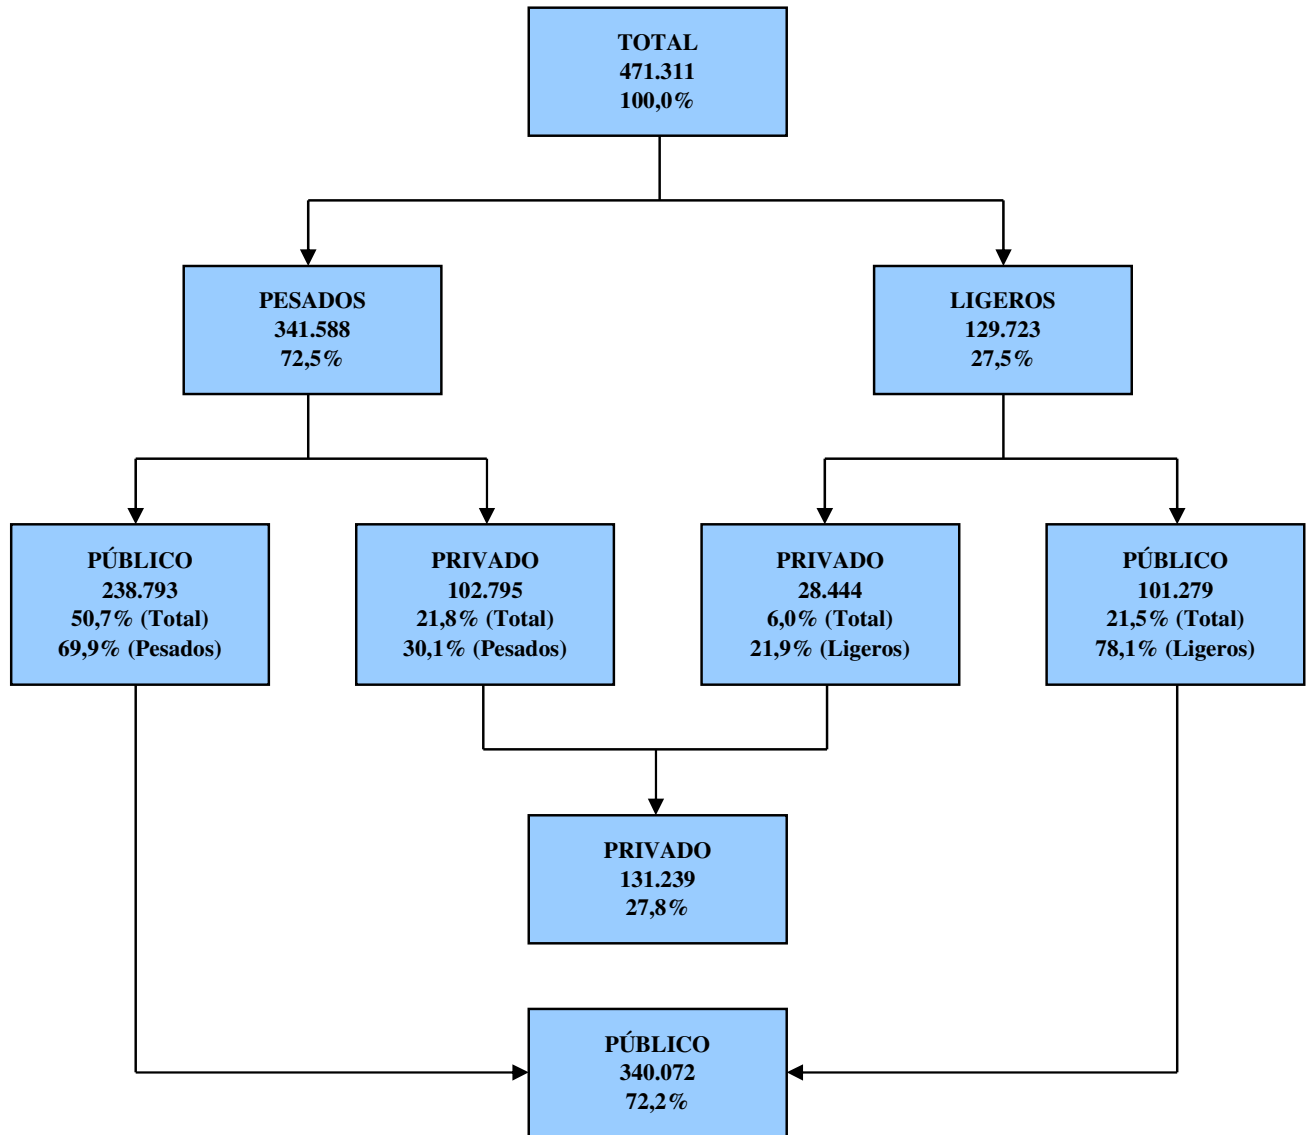 TOTAL
471.311
100,0%
PESADOS
341.588
72,5%
LIGEROS
129.723
27,5%
PÚBLICO
238.793
50,7% (Total)
69,9% (Pesados)
PRIVADO
102.795
21,8% (Total)
30,1% (Pesados)
PRIVADO
28.444
6,0% (Total)
21,9% (Ligeros)
PÚBLICO
101.279
21,5% (Total)
78,1% (Ligeros)
PRIVADO
131.239
27,8%
PÚBLICO
340.072
72,2%